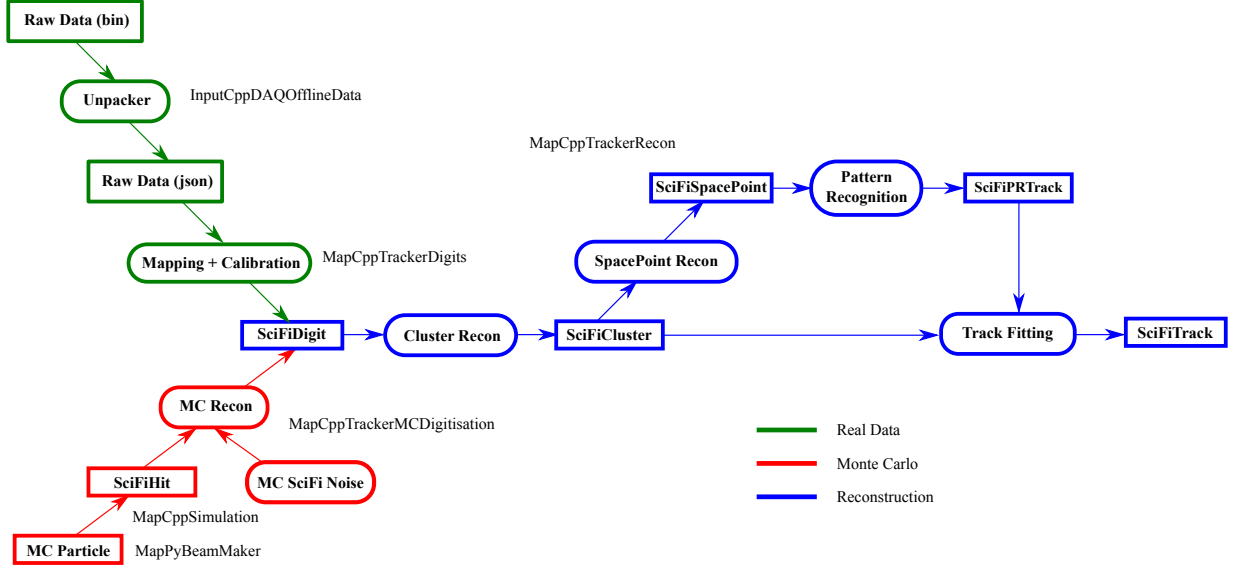 Raw Data (bin)
Unpacker
InputCppDAQOfflineData
MapCppTrackerRecon
Raw Data (json)
SciFiSpacePoint
Pattern
Recognition
SciFiPRTrack
Mapping + Calibration
MapCppTrackerDigits
SpacePoint Recon
SciFiDigit
Cluster Recon
SciFiCluster
Track Fitting
SciFiTrack
MC Recon
MapCppTrackerMCDigitisation
Real Data
Monte Carlo
Reconstruction
SciFiHit
MC SciFi Noise
MapCppSimulation
MC Particle
MapPyBeamMaker